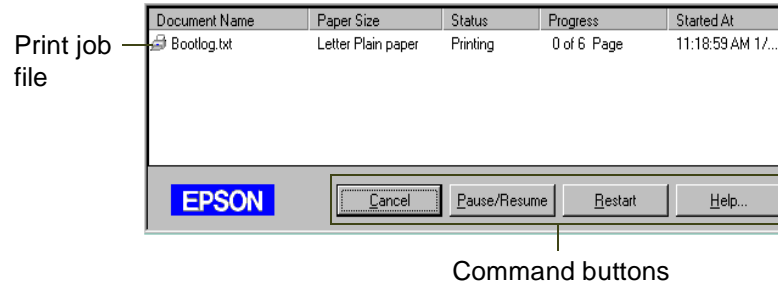 Document Name Paper Size Status Progress Started At
Print job file
Bootlog.txt Letter Plain paper Printing 0 of 6 Page 11:18:59 AM 1/...
EPSON Cancel Pause/Resume Restart Help...
Command buttons